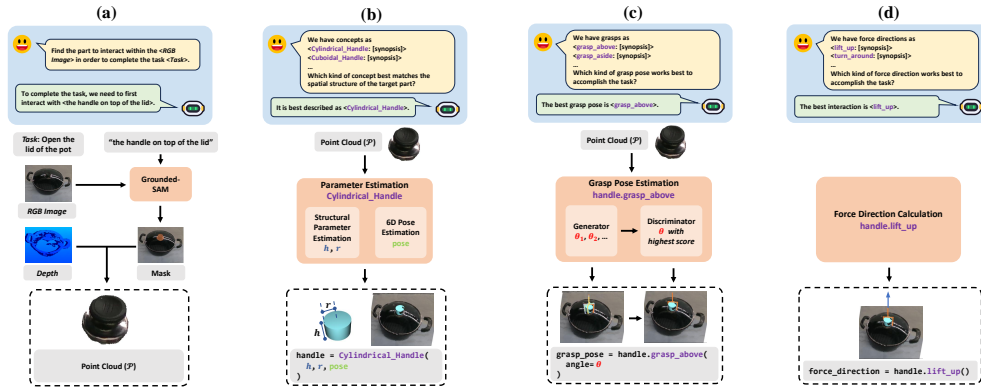 (a)
Find the part to interact within the <RGB
Image> in order to complete the task <Task>.
To complete the task, we need to first
interact with <the handle on top of the lid>.
Task: Open the
lid of the pot
"the handle on top of the lid"
Grounded-
SAM
RGB Image
Depth
Mask
Point Cloud (𝒫)
(b)
We have concepts as
<Cylindrical_Handle: [synopsis]>
<Cuboidal_Handle: [synopsis]>
...
Which kind of concept best matches the
spatial structure of the target part?
It is best described as <Cylindrical_Handle>.
Point Cloud (𝒫)
Parameter Estimation
Cylindrical_Handle
Structural
Parameter
Estimation
h, r
6D Pose
Estimation
pose
r
h
handle = Cylindrical_Handle(
h, r, pose
)
(c)
We have grasps as
<grasp_above: [synopsis]>
<grasp_aside: [synopsis]>
...
Which kind of grasp pose works best to
accomplish the task?
The best grasp pose is <grasp_above>.
Point Cloud (𝒫)
Grasp Pose Estimation
handle.grasp_above
Generator
θ₁, θ₂, ...
Discriminator
θ with
highest score
grasp_pose = handle.grasp_above(
angle=θ
)
(d)
We have force directions as
<lift_up: [synopsis]>
<turn_around: [synopsis]>
...
Which kind of force direction works best to
accomplish the task?
The best interaction is <lift_up>.
Force Direction Calculation
handle.lift_up
force_direction = handle.lift_up()